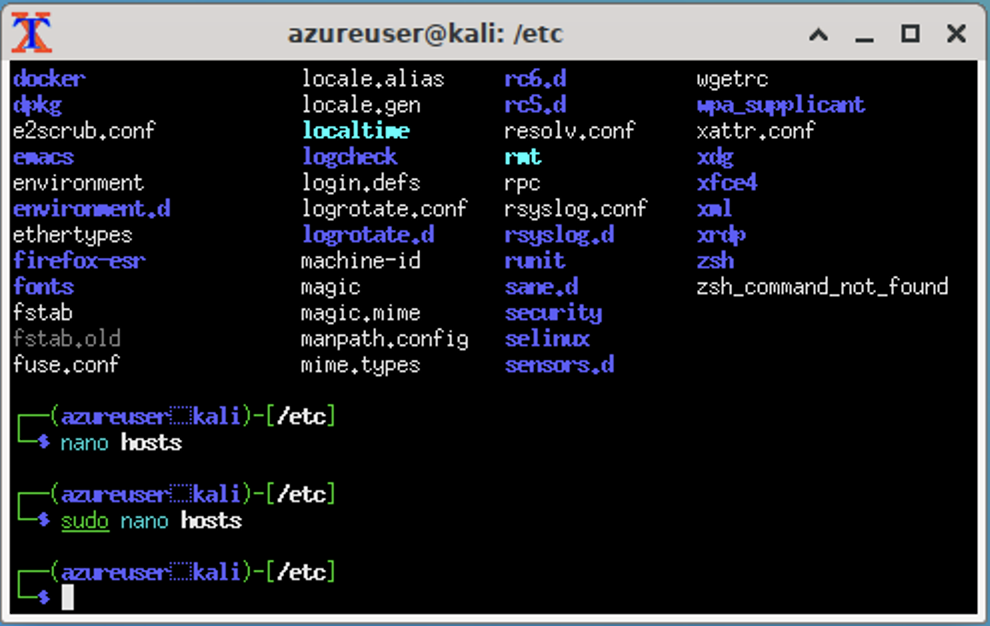 azureuser@kali: /etc
docker locale.alias rc6.d wgetrc
dpkg locale.gen rcS.d wpa_supplicant
e2scrub.conf localtime resolv.conf xattr.conf
emacs logcheck rmt xdg
environment login.defs rpc xfce4
environment.d logrotate.conf rsyslog.conf xml
ethertypes logrotate.d rsyslog.d xrdp
firefox-esr machine-id runit zsh
fonts magic sane.d zsh_command_not_found
fstab magic.mime security
fstab.old manpath.config selinux
fuse.conf mime.types sensors.d
┌──(azureuser⬚kali)-[/etc]
└─$ nano hosts
┌──(azureuser⬚kali)-[/etc]
└─$ sudo nano hosts
┌──(azureuser⬚kali)-[/etc]
└─$